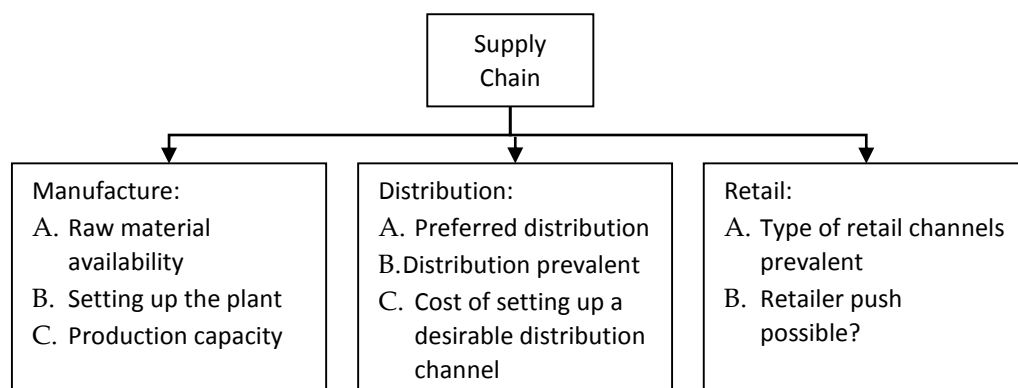 Supply
Chain
Manufacture:
A. Raw material
availability
B. Setting up the plant
C. Production capacity
Distribution:
A. Preferred distribution
B.Distribution prevalent
C. Cost of setting up a
desirable distribution
channel
Retail:
A. Type of retail channels
prevalent
B. Retailer push
possible?